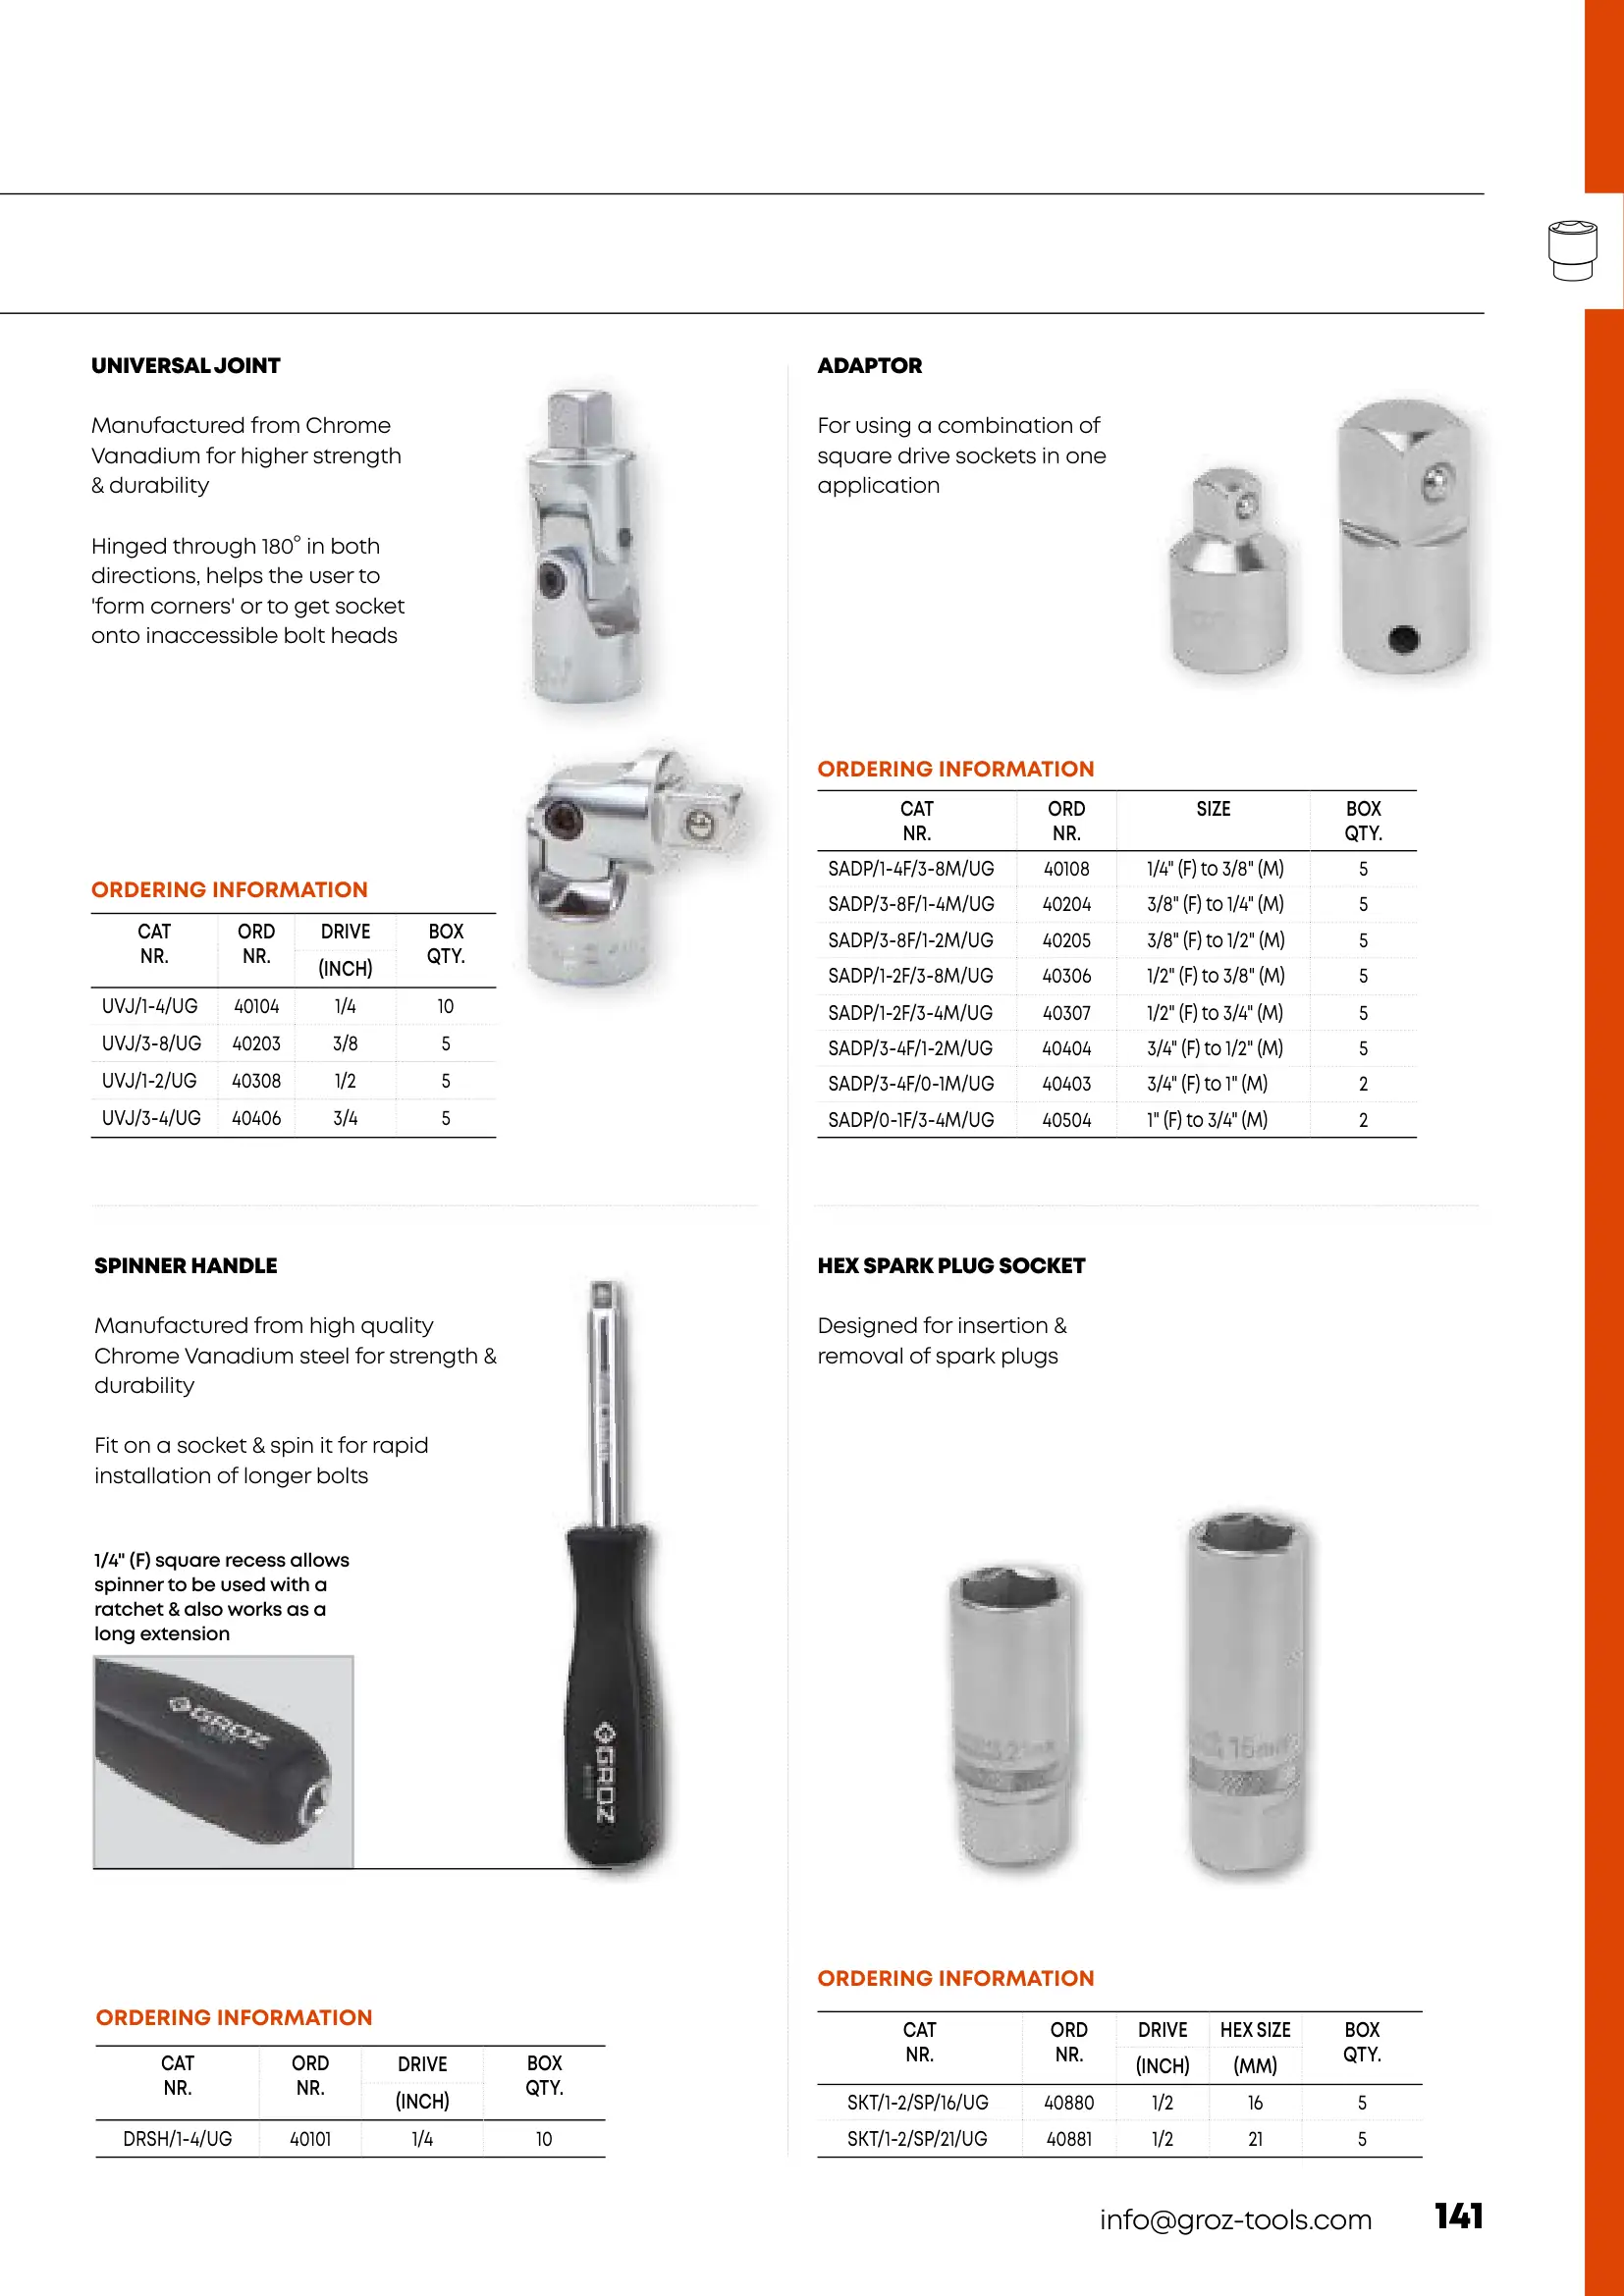 UNIVERSAL JOINT
Manufactured from Chrome
Vanadium for higher strength
& durability
Hinged through 180° in both
directions, helps the user to
'form corners' or to get socket
onto inaccessible bolt heads
ORDERING INFORMATION
CAT NR. ORD NR. DRIVE (INCH) BOX QTY.
UVJ/1-4/UG 40104 1/4 10
UVJ/3-8/UG 40203 3/8 5
UVJ/1-2/UG 40308 1/2 5
UVJ/3-4/UG 40406 3/4 5
ADAPTOR
For using a combination of
square drive sockets in one
application
ORDERING INFORMATION
CAT NR. ORD NR. SIZE BOX QTY.
SADP/1-4F/3-8M/UG 40108 1/4" (F) to 3/8" (M) 5
SADP/3-8F/1-4M/UG 40204 3/8" (F) to 1/4" (M) 5
SADP/3-8F/1-2M/UG 40205 3/8" (F) to 1/2" (M) 5
SADP/1-2F/3-8M/UG 40306 1/2" (F) to 3/8" (M) 5
SADP/1-2F/3-4M/UG 40307 1/2" (F) to 3/4" (M) 5
SADP/3-4F/1-2M/UG 40404 3/4" (F) to 1/2" (M) 5
SADP/3-4F/0-1M/UG 40403 3/4" (F) to 1" (M) 2
SADP/0-1F/3-4M/UG 40504 1" (F) to 3/4" (M) 2
SPINNER HANDLE
Manufactured from high quality
Chrome Vanadium steel for strength &
durability
Fit on a socket & spin it for rapid
installation of longer bolts
1/4" (F) square recess allows
spinner to be used with a
ratchet & also works as a
long extension
GROZ
GROZ
ORDERING INFORMATION
CAT NR. ORD NR. DRIVE (INCH) BOX QTY.
DRSH/1-4/UG 40101 1/4 10
HEX SPARK PLUG SOCKET
Designed for insertion &
removal of spark plugs
15mm
ORDERING INFORMATION
CAT NR. ORD NR. DRIVE (INCH) HEX SIZE (MM) BOX QTY.
SKT/1-2/SP/16/UG 40880 1/2 16 5
SKT/1-2/SP/21/UG 40881 1/2 21 5
info@groz-tools.com 141